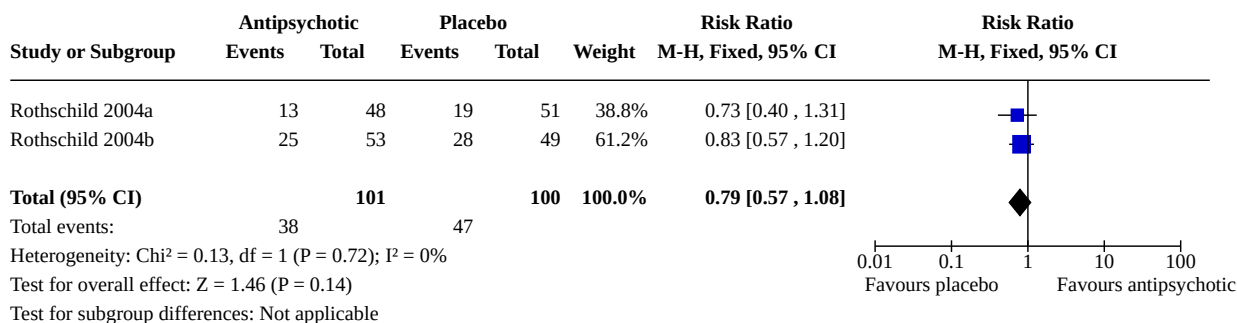 Antipsychotic Placebo Risk Ratio Risk Ratio
Study or Subgroup Events Total Events Total Weight M-H, Fixed, 95% CI M-H, Fixed, 95% CI
Rothschild 2004a 13 48 19 51 38.8% 0.73 [0.40 , 1.31]
Rothschild 2004b 25 53 28 49 61.2% 0.83 [0.57 , 1.20]
Total (95% CI) 101 100 100.0% 0.79 [0.57 , 1.08]
Total events: 38 47
Heterogeneity: Chi² = 0.13, df = 1 (P = 0.72); I² = 0%
0.01 0.1 1 10 100
Test for overall effect: Z = 1.46 (P = 0.14) Favours placebo Favours antipsychotic
Test for subgroup differences: Not applicable